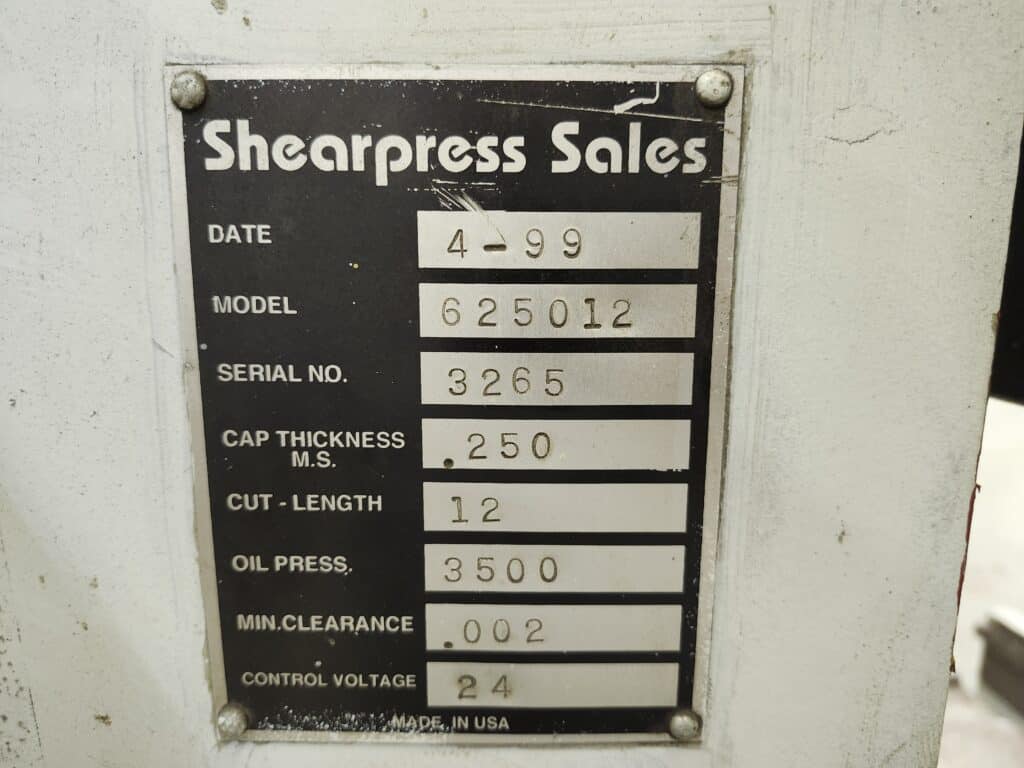 Shearpress Sales
DATE 4-99
MODEL 625012
SERIAL NO. 3265
CAP THICKNESS .250
M.S.
CUT - LENGTH 12
OIL PRESS. 3500
MIN.CLEARANCE .002
CONTROL VOLTAGE 24
MADE IN USA